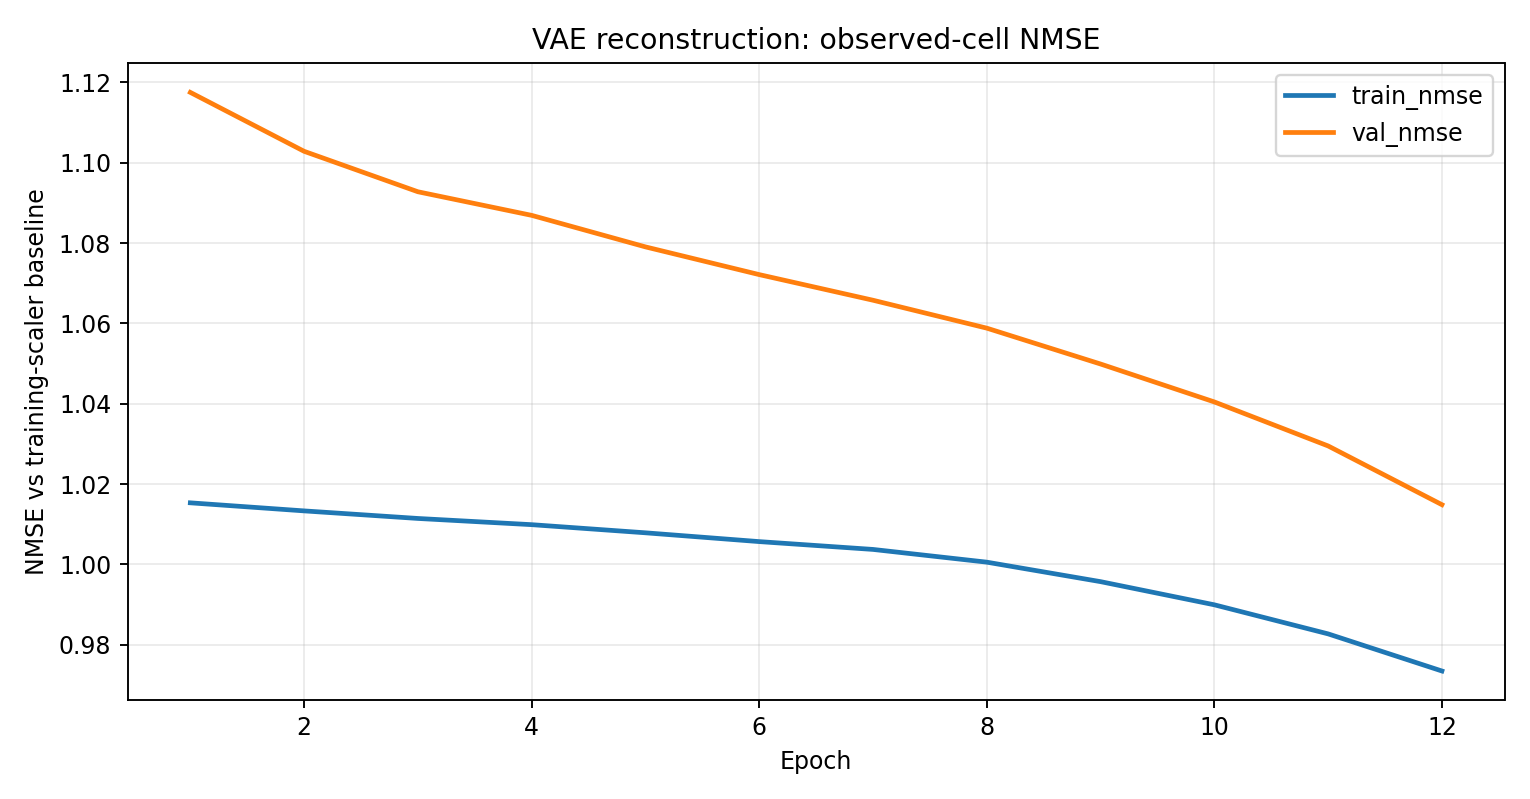 VAE reconstruction: observed-cell NMSE
train_nmse
val_nmse
NMSE vs training-scaler baseline
1.12
1.10
1.08
1.06
1.04
1.02
1.00
0.98
2 4 6 8 10 12
Epoch